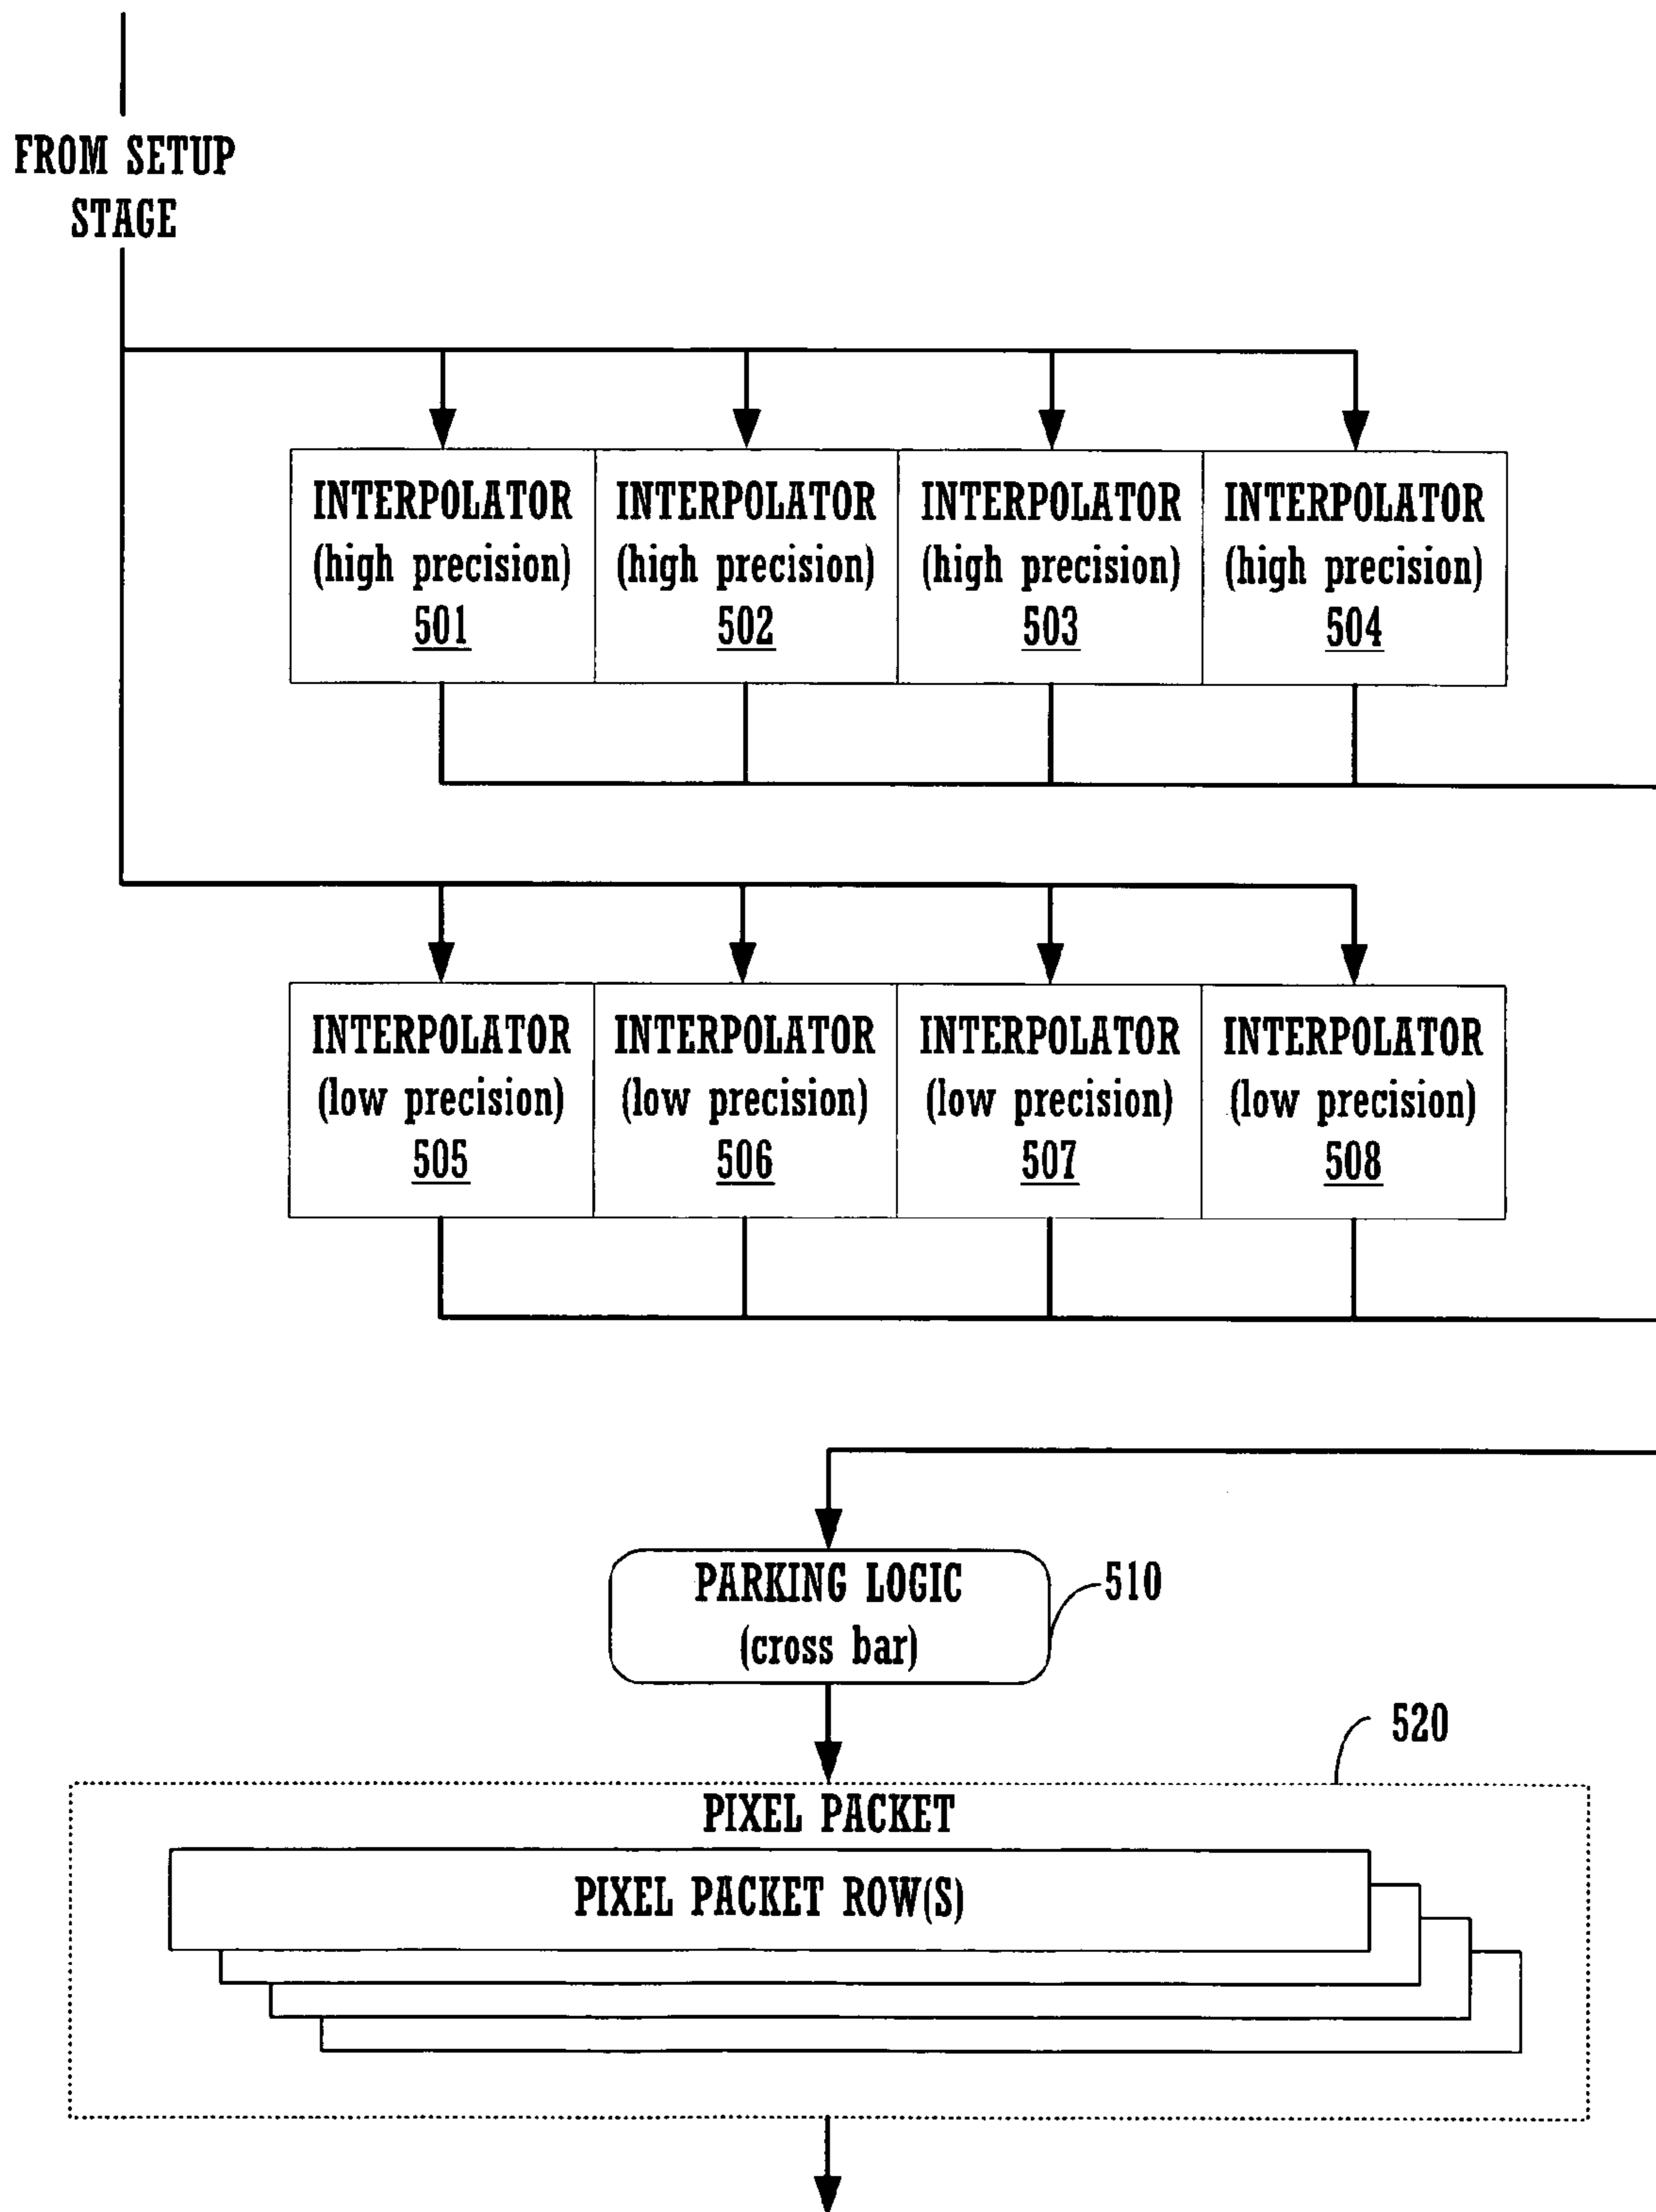 FROM SETUP
STAGE
INTERPOLATOR
(high precision)
501
INTERPOLATOR
(high precision)
502
INTERPOLATOR
(high precision)
503
INTERPOLATOR
(high precision)
504
INTERPOLATOR
(low precision)
505
INTERPOLATOR
(low precision)
506
INTERPOLATOR
(low precision)
507
INTERPOLATOR
(low precision)
508
PARKING LOGIC
(cross bar)
510
520
PIXEL PACKET
PIXEL PACKET ROW(S)